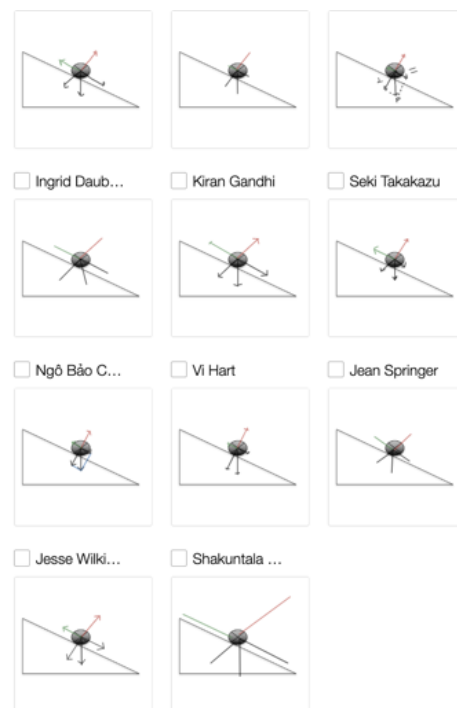 Ingrid Daub...
Kiran Gandhi
Seki Takakazu
Ngô Bảo C...
Vi Hart
Jean Springer
Jesse Wilki...
Shakuntala ...